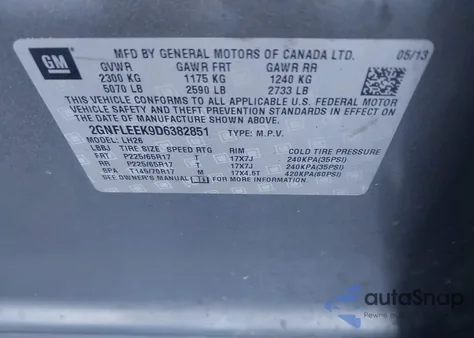 GM MFD BY GENERAL MOTORS OF CANADA LTD. 05/13
GVWR GAWR FRT GAWR RR
2300 KG 1175 KG 1240 KG
5070 LB 2590 LB 2733 LB
THIS VEHICLE CONFORMS TO ALL APPLICABLE U.S. FEDERAL
MOTOR VEHICLE SAFETY, BUMPER, AND THEFT PREVENTION STANDARDS
IN EFFECT ON THE DATE OF MANUFACTURE SHOWN ABOVE.
2GNFLEEK9D6382851 TYPE: M.P.V.
MODEL: LH26
LBBJ TIRE SIZE SPEED RTG RIM COLD TIRE PRESSURE
FRT P225/65R17 T 17X7J 240KPA(35PSI)
RR P225/65R17 T 17X7J 240KPA(35PSI)
SPA T145/70R17 M 17X4.5T 420KPA(60PSI)
SEE OWNER'S MANUAL FOR MORE INFORMATION.
autoSnap